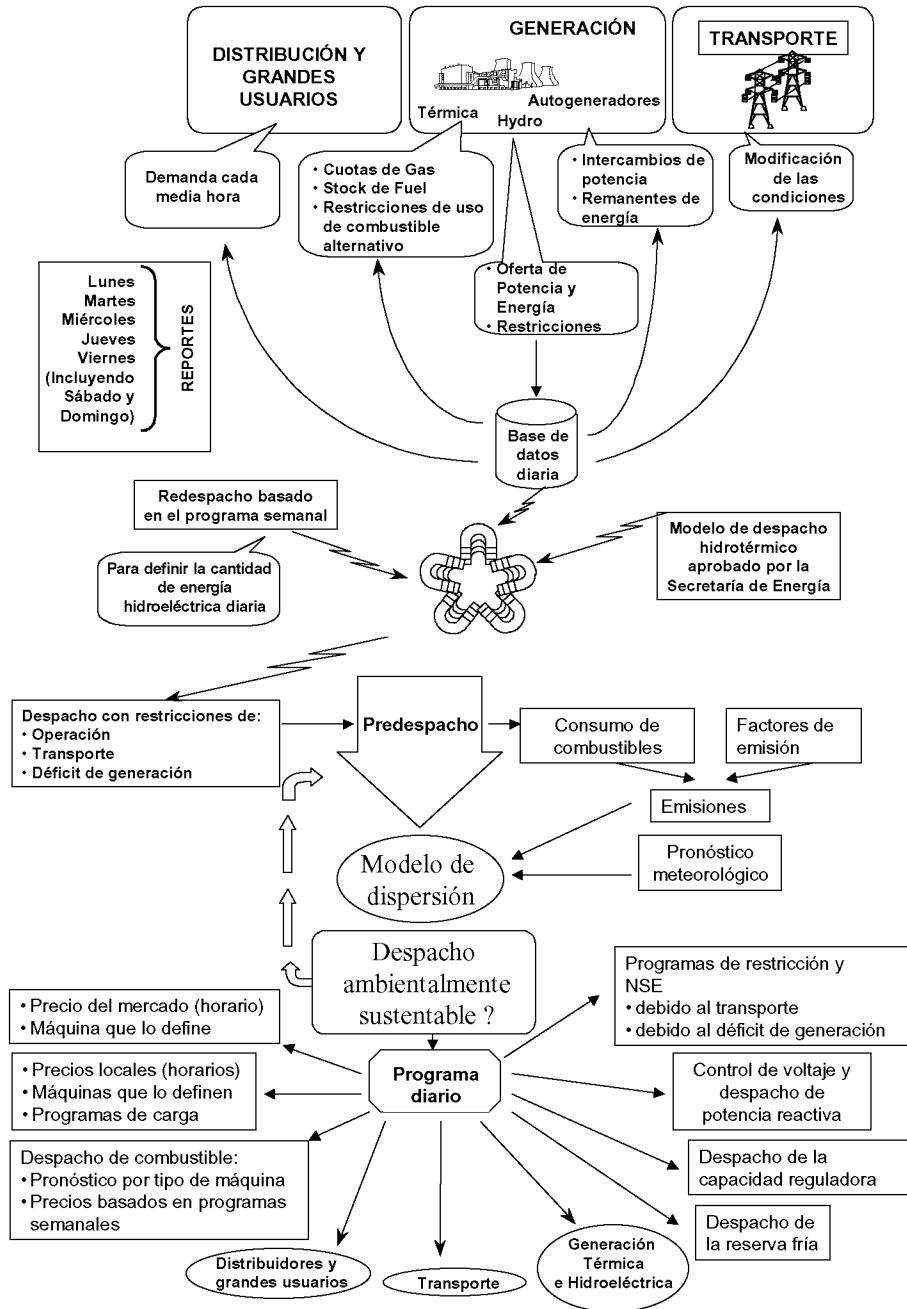 DISTRIBUCIÓN Y
GRANDES
USUARIOS
GENERACIÓN
Térmica
Hydro
Autogeneradores
TRANSPORTE
Demanda cada
media hora
• Cuotas de Gas
• Stock de Fuel
• Restricciones de uso
de combustible
alternativo
• Oferta de
Potencia y
Energía
• Restricciones
• Intercambios de
potencia
• Remanentes de
energía
Modificación
de las
condiciones
Lunes
Martes
Miércoles
Jueves
Viernes
(Incluyendo
Sábado y
Domingo)
REPORTES
Base de
datos
diaria
Redespacho basado
en el programa semanal
Para definir la cantidad
de energía
hidroeléctrica diaria
Modelo de despacho
hidrotérmico
aprobado por la
Secretaría de Energía
Despacho con restricciones de:
• Operación
• Transporte
• Déficit de generación
Predespacho
Consumo de
combustibles
Factores de
emisión
Emisiones
Pronóstico
meteorológico
Modelo de
dispersión
Despacho
ambientalmente
sustentable ?
• Precio del mercado (horario)
• Máquina que lo define
• Precios locales (horarios)
• Máquinas que lo definen
• Programas de carga
Despacho de combustible:
• Pronóstico por tipo de máquina
• Precios basados en programas
semanales
Programa
diario
Programas de restricción y
NSE
• debido al transporte
• debido al déficit de generación
Control de voltaje y
despacho de
potencia reactiva
Despacho de la
capacidad reguladora
Despacho de
la reserva fría
Distribuidores y
grandes usuarios
Transporte
Generación
Térmica
e Hidroeléctrica